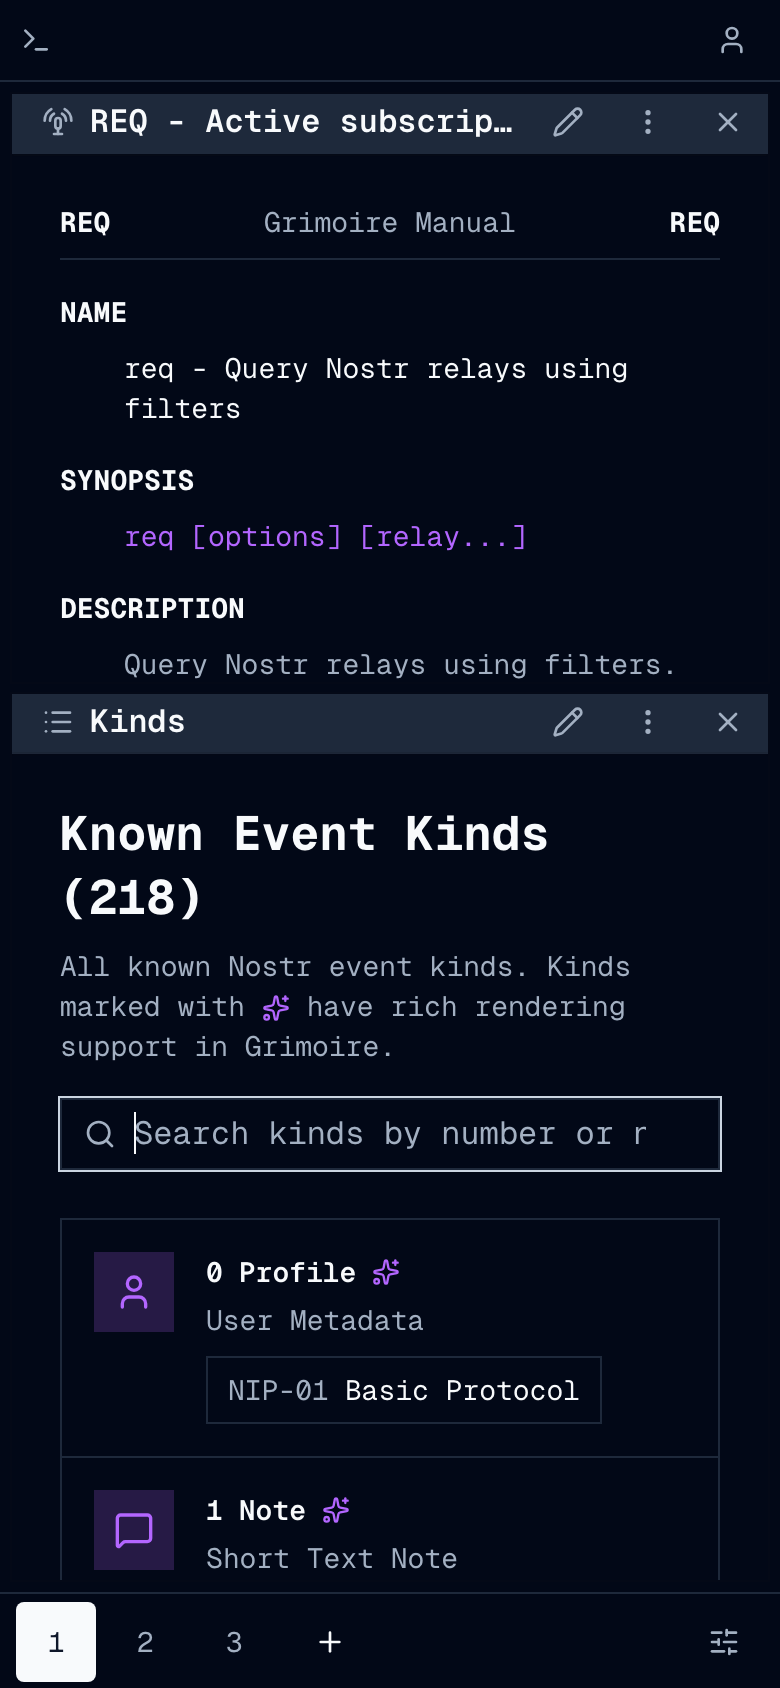 REQ - Active subscrip…
REQ Grimoire Manual REQ
NAME
req - Query Nostr relays using
filters
SYNOPSIS
req [options] [relay...]
DESCRIPTION
Query Nostr relays using filters.
Kinds
Known Event Kinds
(218)
All known Nostr event kinds. Kinds
marked with have rich rendering
support in Grimoire.
Search kinds by number or
0 Profile
User Metadata
NIP-01 Basic Protocol
1 Note
Short Text Note
1 2 3 +